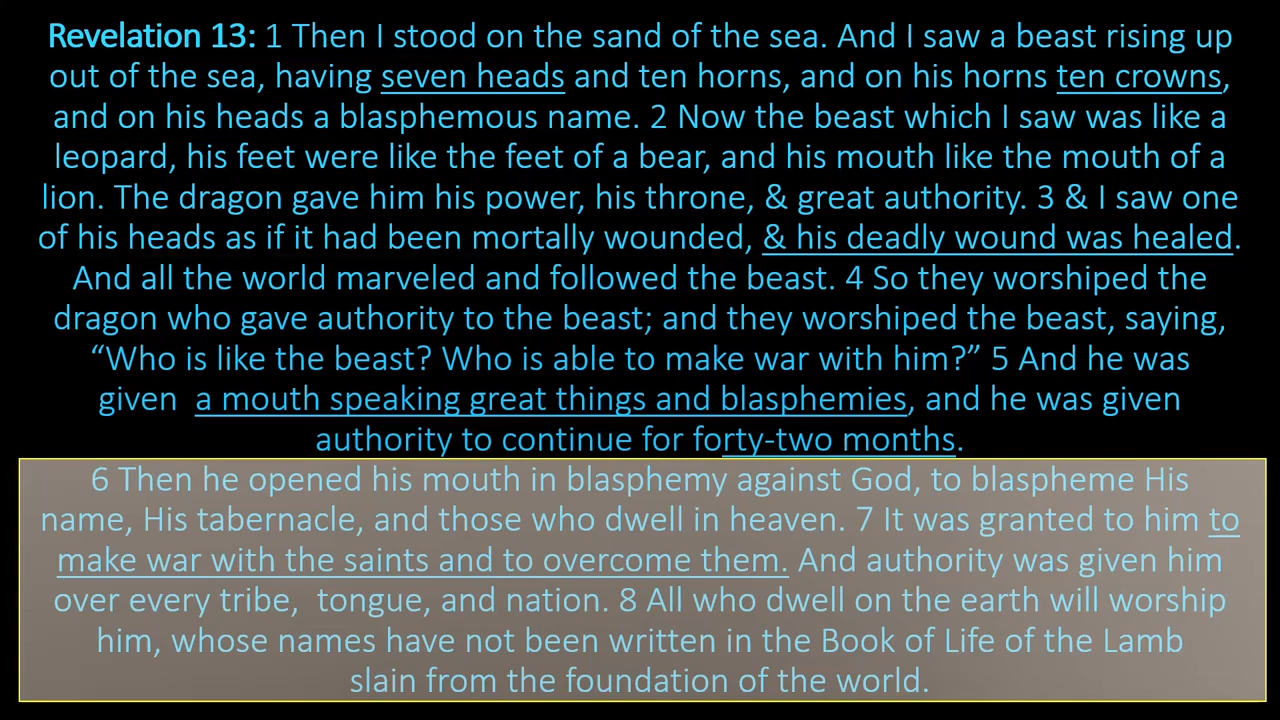 Revelation 13: 1 Then I stood on the sand of the sea. And I saw a beast rising up
out of the sea, having seven heads and ten horns, and on his horns ten crowns,
and on his heads a blasphemous name. 2 Now the beast which I saw was like a
leopard, his feet were like the feet of a bear, and his mouth like the mouth of a
lion. The dragon gave him his power, his throne, & great authority. 3 & I saw one
of his heads as if it had been mortally wounded, & his deadly wound was healed.
And all the world marveled and followed the beast. 4 So they worshiped the
dragon who gave authority to the beast; and they worshiped the beast, saying,
“Who is like the beast? Who is able to make war with him?” 5 And he was
given a mouth speaking great things and blasphemies, and he was given
authority to continue for forty-two months.
6 Then he opened his mouth in blasphemy against God, to blaspheme His
name, His tabernacle, and those who dwell in heaven. 7 It was granted to him to
make war with the saints and to overcome them. And authority was given him
over every tribe, tongue, and nation. 8 All who dwell on the earth will worship
him, whose names have not been written in the Book of Life of the Lamb
slain from the foundation of the world.